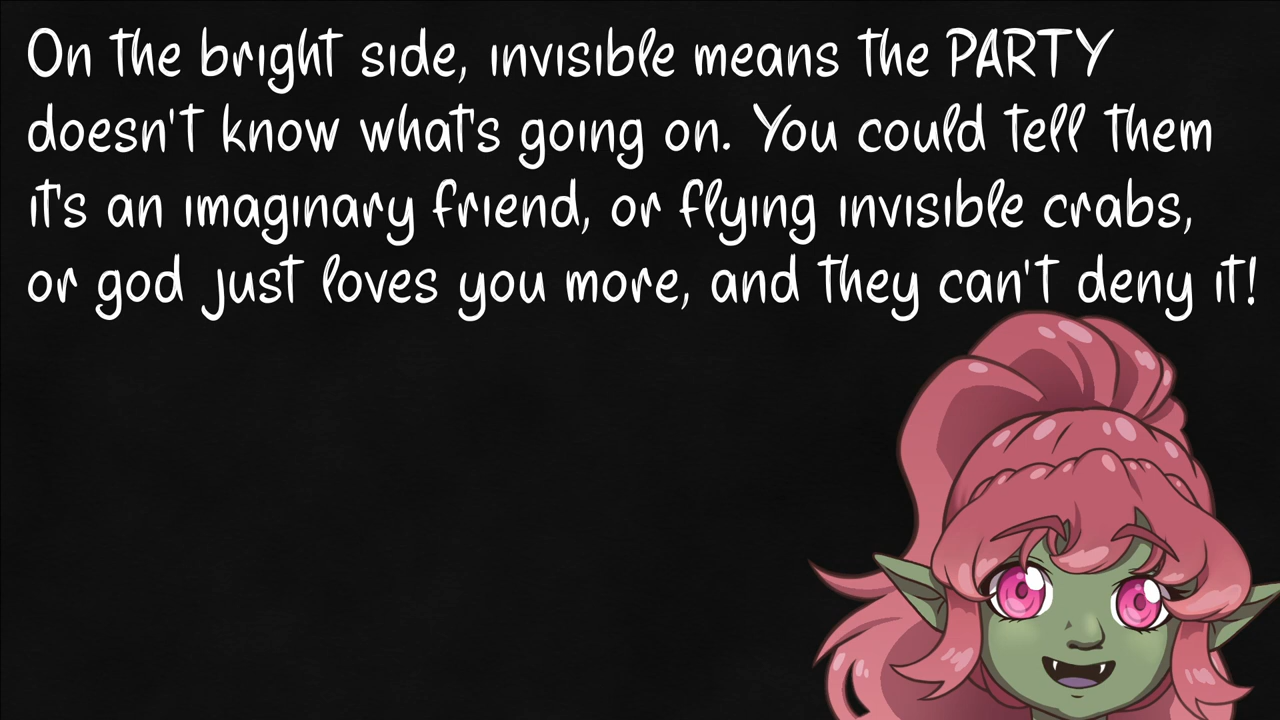 On the bright side, invisible means the PARTY
doesn't know what's going on. You could tell them
it's an imaginary friend, or flying invisible crabs,
or god just loves you more, and they can't deny it!